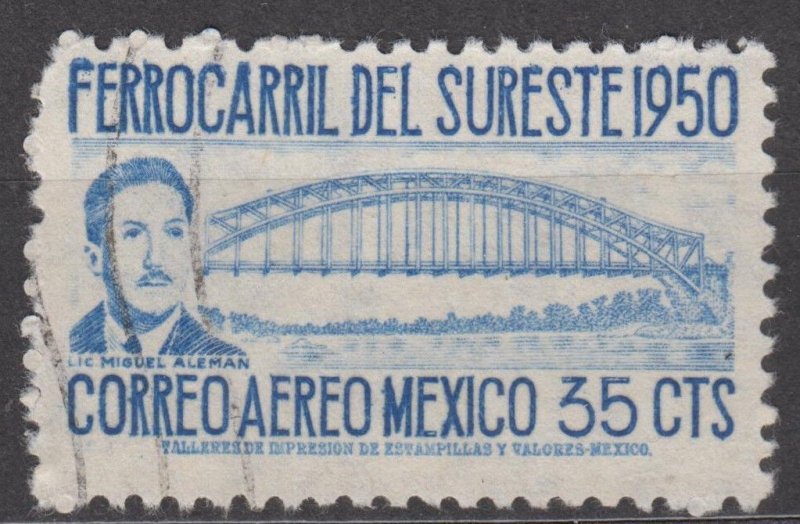 FERROCARRIL DEL SURESTE 1950
LIC MIGUEL ALEMAN
CORREO AEREO MEXICO 35 CTS
TALLERES DE IMPRESION DE ESTAMPILLAS Y VALORES-MEXICO.